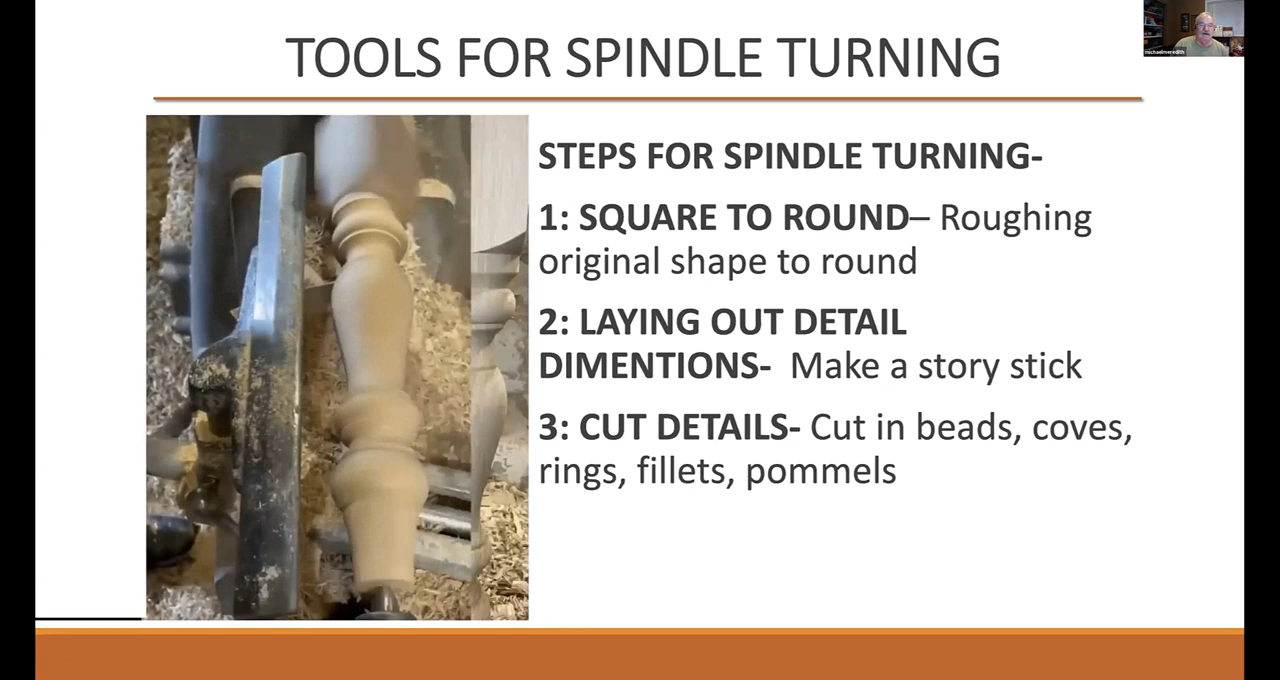 TOOLS FOR SPINDLE TURNING
michaelmeredith
STEPS FOR SPINDLE TURNING-
1: SQUARE TO ROUND– Roughing
original shape to round
2: LAYING OUT DETAIL
DIMENTIONS- Make a story stick
3: CUT DETAILS- Cut in beads, coves,
rings, fillets, pommels